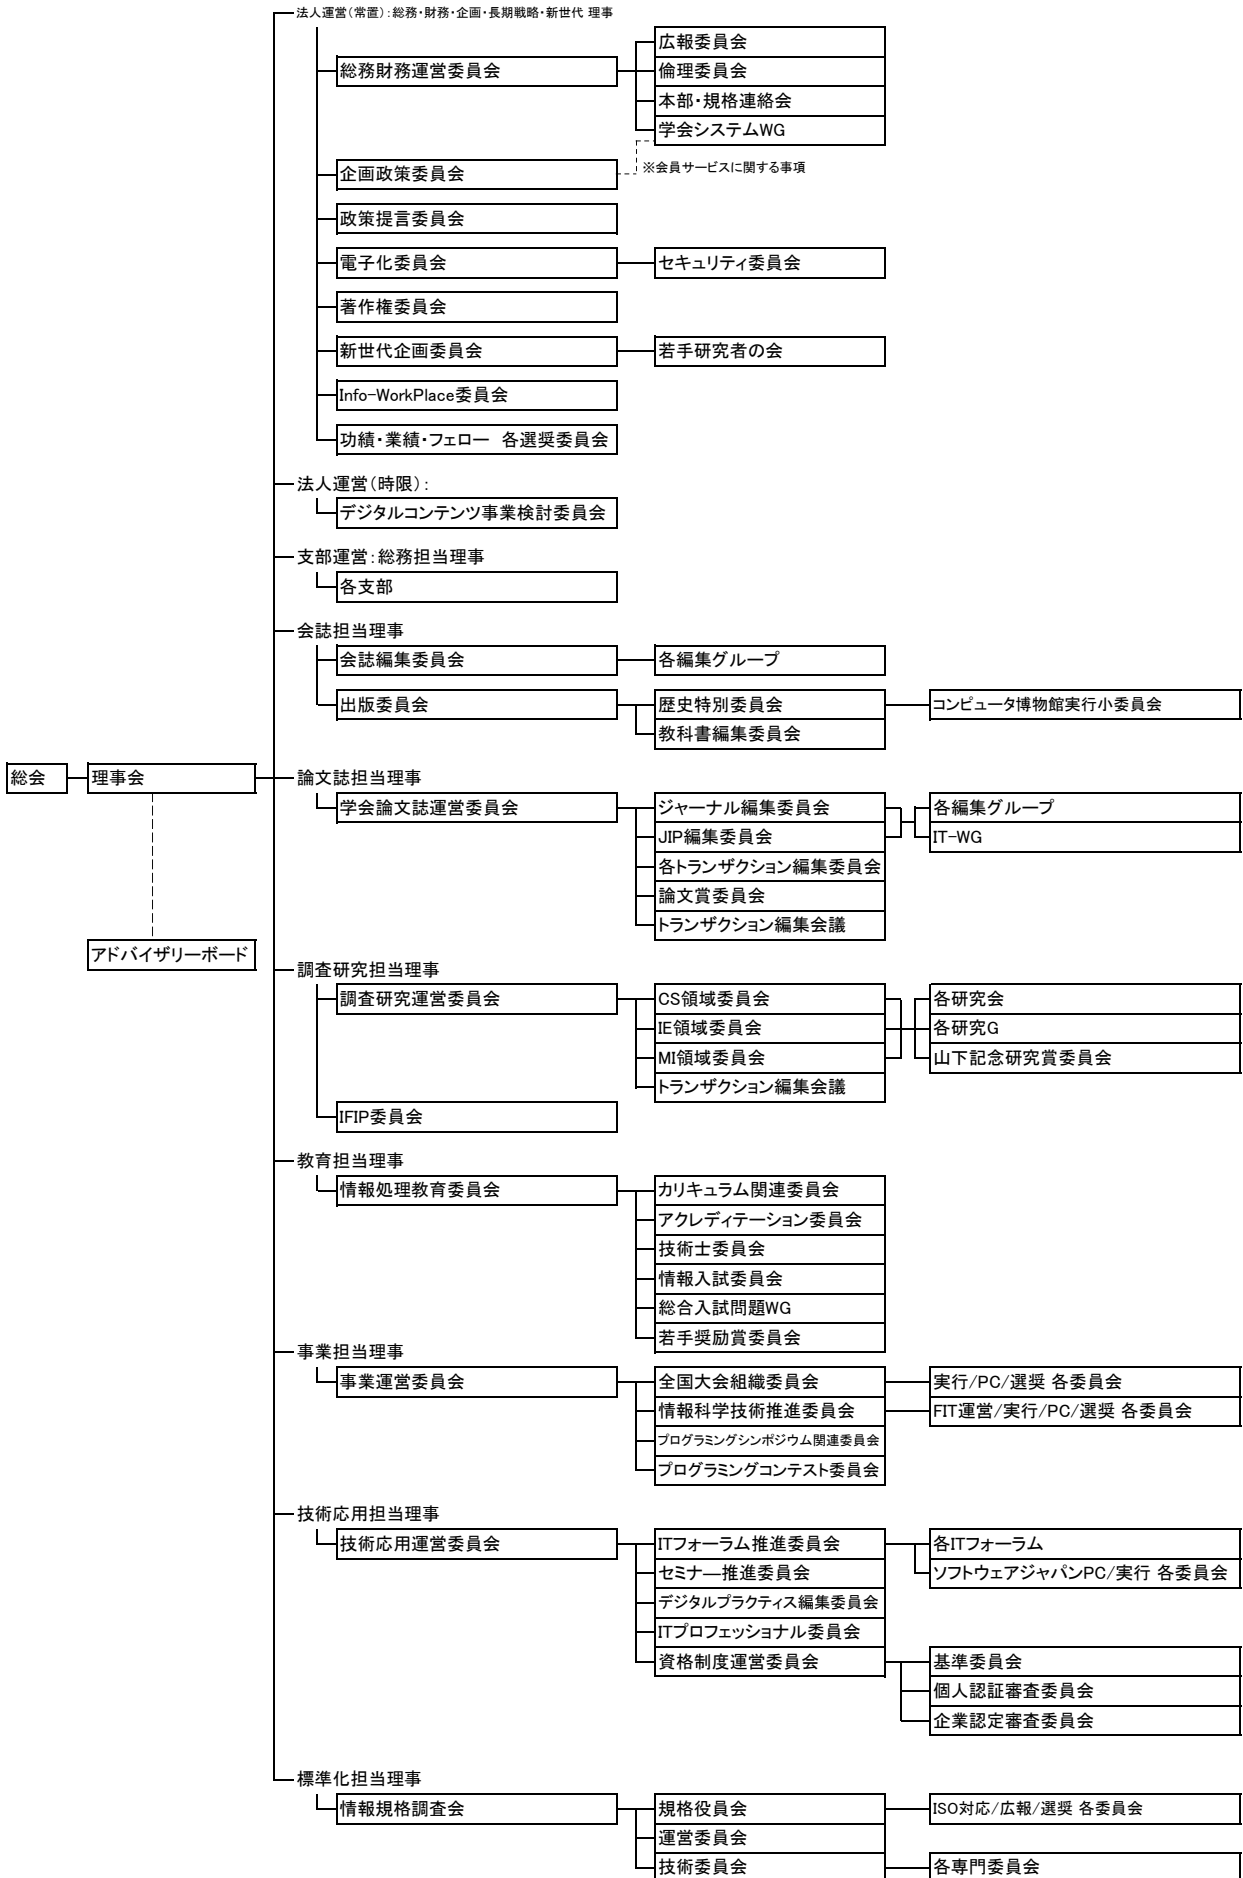 法人運営（常置）：総務・財務・企画・長期戦略・新世代 理事
広報委員会
総務財務運営委員会
倫理委員会
本部・規格連絡会
学会システムWG
企画政策委員会
※会員サービスに関する事項
政策提言委員会
電子化委員会
セキュリティ委員会
著作権委員会
新世代企画委員会
若手研究者の会
Info-WorkPlace委員会
功績・業績・フェロー　各選奨委員会
法人運営（時限）：
デジタルコンテンツ事業検討委員会
支部運営：総務担当理事
各支部
会誌担当理事
会誌編集委員会
各編集グループ
出版委員会
歴史特別委員会
コンピュータ博物館実行小委員会
教科書編集委員会
総会
理事会
論文誌担当理事
学会論文誌運営委員会
ジャーナル編集委員会
各編集グループ
JIP編集委員会
IT-WG
各トランザクション編集委員会
論文賞委員会
トランザクション編集会議
アドバイザリーボード
調査研究担当理事
調査研究運営委員会
CS領域委員会
各研究会
IE領域委員会
各研究G
MI領域委員会
山下記念研究賞委員会
トランザクション編集会議
IFIP委員会
教育担当理事
情報処理教育委員会
カリキュラム関連委員会
アクレディテーション委員会
技術士委員会
情報入試委員会
総合入試問題WG
若手奨励賞委員会
事業担当理事
事業運営委員会
全国大会組織委員会
実行/PC/選奨 各委員会
情報科学技術推進委員会
FIT運営/実行/PC/選奨 各委員会
プログラミングシンポジウム関連委員会
プログラミングコンテスト委員会
技術応用担当理事
技術応用運営委員会
ITフォーラム推進委員会
各ITフォーラム
セミナ―推進委員会
ソフトウェアジャパンPC/実行 各委員会
デジタルプラクティス編集委員会
ITプロフェッショナル委員会
資格制度運営委員会
基準委員会
個人認証審査委員会
企業認定審査委員会
標準化担当理事
情報規格調査会
規格役員会
ISO対応/広報/選奨 各委員会
運営委員会
技術委員会
各専門委員会